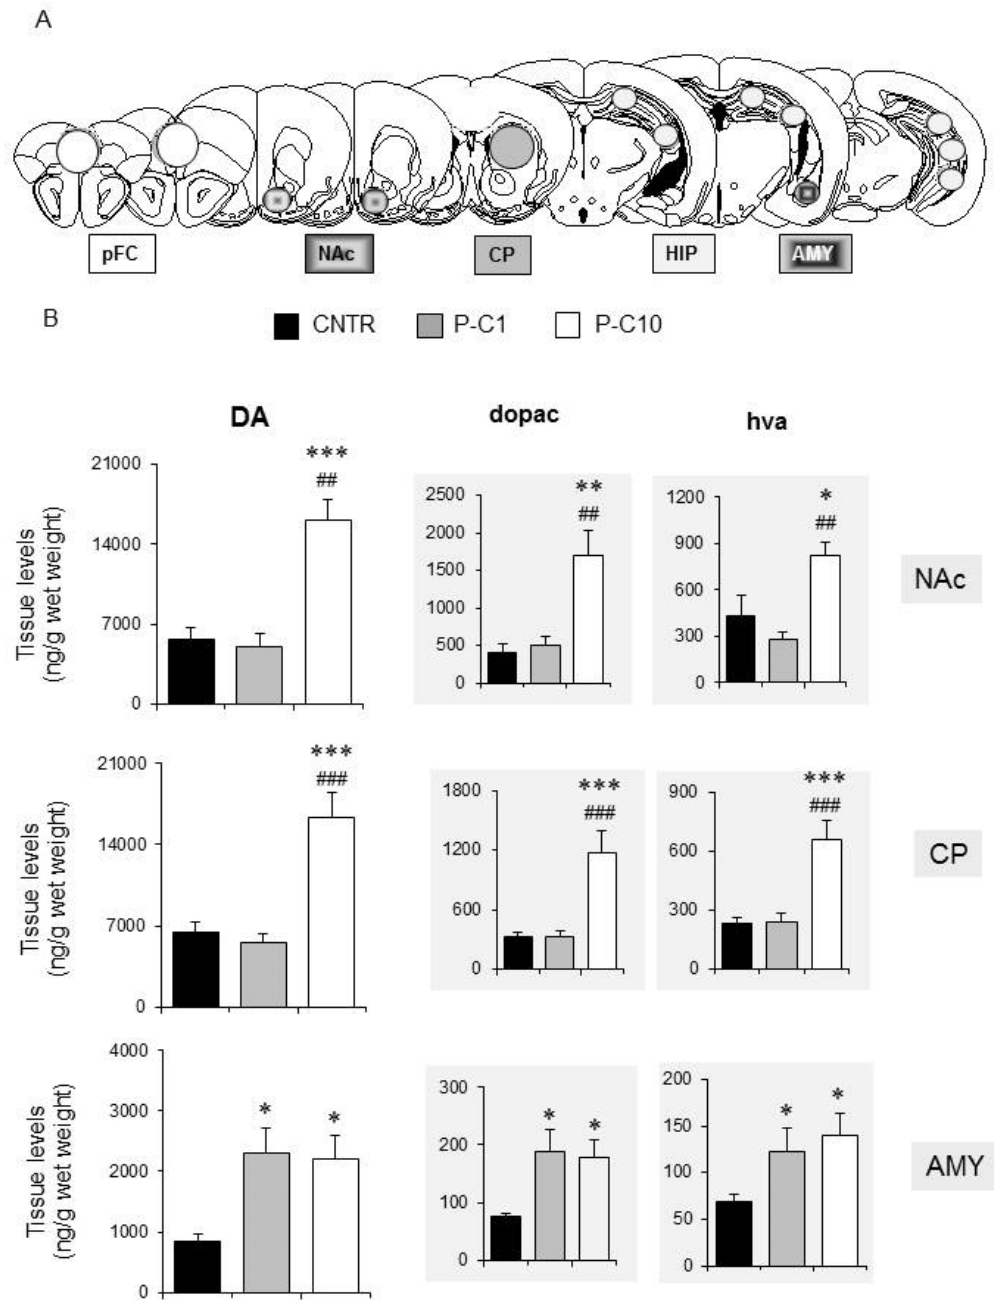 A
pFC
NAc
CP
HIP
AMY
B
CNTR
P-C1
P-C10
DA
dopac
hva
Tissue levels
(ng/g wet weight)
21000
14000
7000
0
***
##
2500
2000
1500
1000
500
0
**
##
1200
900
600
300
0
*
##
NAc
Tissue levels
(ng/g wet weight)
21000
14000
7000
0
***
###
1800
1200
600
0
***
###
900
600
300
0
***
###
CP
Tissue levels
(ng/g wet weight)
4000
3000
2000
1000
0
*
*
300
200
100
0
*
*
200
150
100
50
0
*
*
AMY